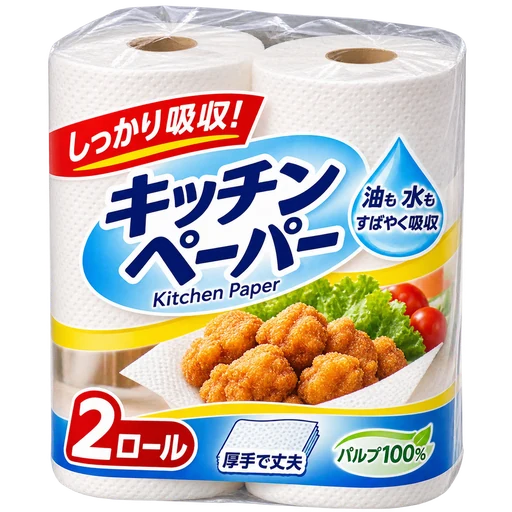 しっかり吸収!
キッチン
ペーパー
Kitchen Paper
油も水も
すばやく吸収
2ロール
厚手で丈夫
パルプ100%